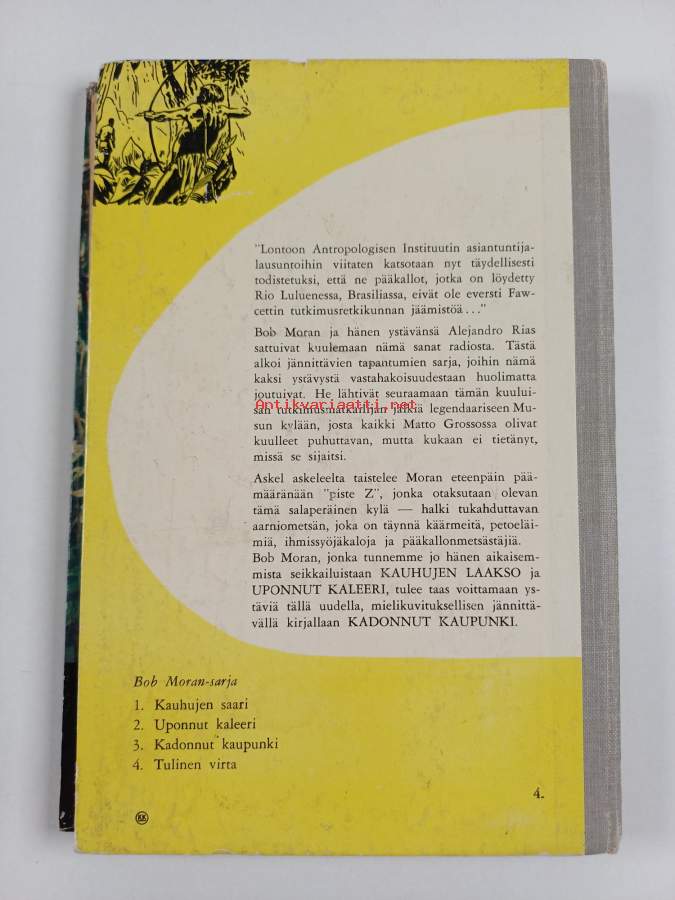 "Lontoon Antropologisen Instituutin asiantuntija-
lausuntoihin viitaten katsotaan nyt täydellisesti
todistetuksi, että ne pääkallot, jotka on löydetty
Rio Luluenessa, Brasiliassa, eivät ole eversti Faw-
cettin tutkimusretkikunnan jäämistöä..."
Bob Moran ja hänen ystävänsä Alejandro Rias
sattuivat kuulemaan nämä sanat radiosta. Tästä
alkoi jännittävien tapantumien sarja, joihin nämä
kaksi ystävystä vastahakoisuudestaan huolimatta
joutuivat. He lähtivät seuraamaan tämän kuului-
san tutkimusmatkailijan jälkiä legendaariseen Mu-
Antikvariaatti.net
sun kylään, josta kaikki Matto Grossossa olivat
kuulleet puhuttavan, mutta kukaan ei tietänyt,
missä se sijaitsi.
Askel askeleelta taistelee Moran eteenpäin pää-
määränään "piste Z", jonka otaksutaan olevan
tämä salaperäinen kylä — halki tukahduttavan
aarniometsän, joka on täynnä käärmeitä, petoeläi-
miä, ihmissyöjäkaloja ja pääkallonmetsästäjiä.
Bob Moran, jonka tunnemme jo hänen aikaisem-
mista seikkailuistaan KAUHUJEN LAAKSO ja
UPONNUT KALEERI, tulee taas voittamaan ys-
täviä tällä uudella, mielikuvituksellisen jännittä-
vällä kirjallaan KADONNUT KAUPUNKI.
Bob Moran-sarja
1. Kauhujen saari
2. Uponnut kaleeri
3. Kadonnut kaupunki
4. Tulinen virta
4.
KK